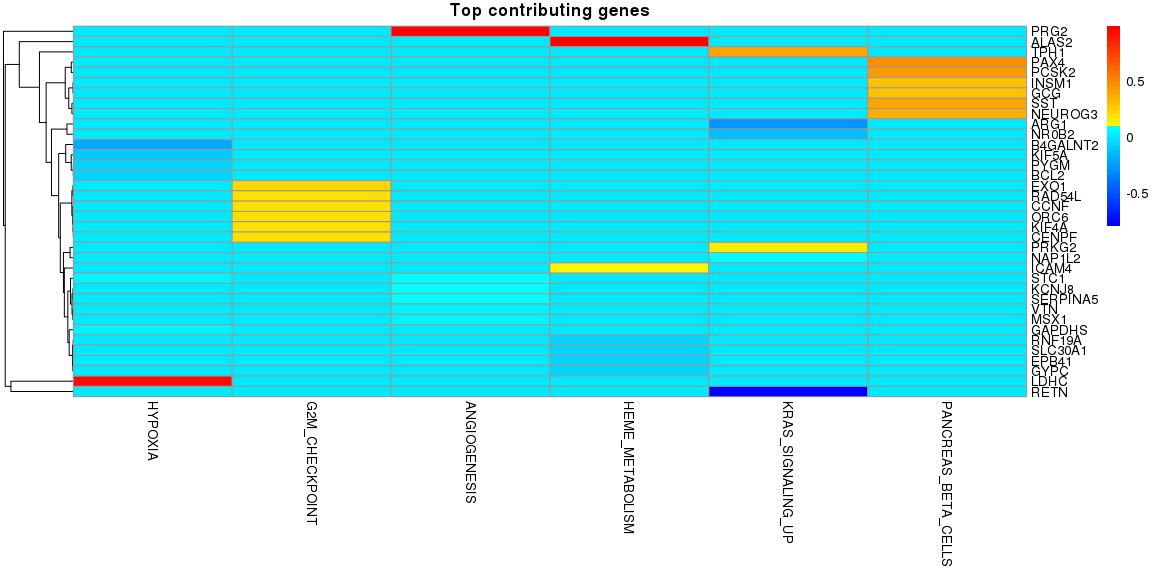 Top contributing genes
PRG2
ALAS2
TPH1
PAX4
PCSK2
INSM1
GCG
SST
NEUROG3
ARG1
NR0B2
B4GALNT2
KIF5A
PYGM
BCL2
EXO1
RAD54L
CCNF
ORC6
KIF4A
CENPF
PRKG2
NAP1L2
ICAM4
STC1
KCNJ8
SERPINA5
VTN
MSX1
GAPDHS
RNF19A
SLC30A1
EPB41
GYPC
LDHC
RETN
0.5
0
-0.5
HYPOXIA
G2M_CHECKPOINT
ANGIOGENESIS
HEME_METABOLISM
KRAS_SIGNALING_UP
PANCREAS_BETA_CELLS